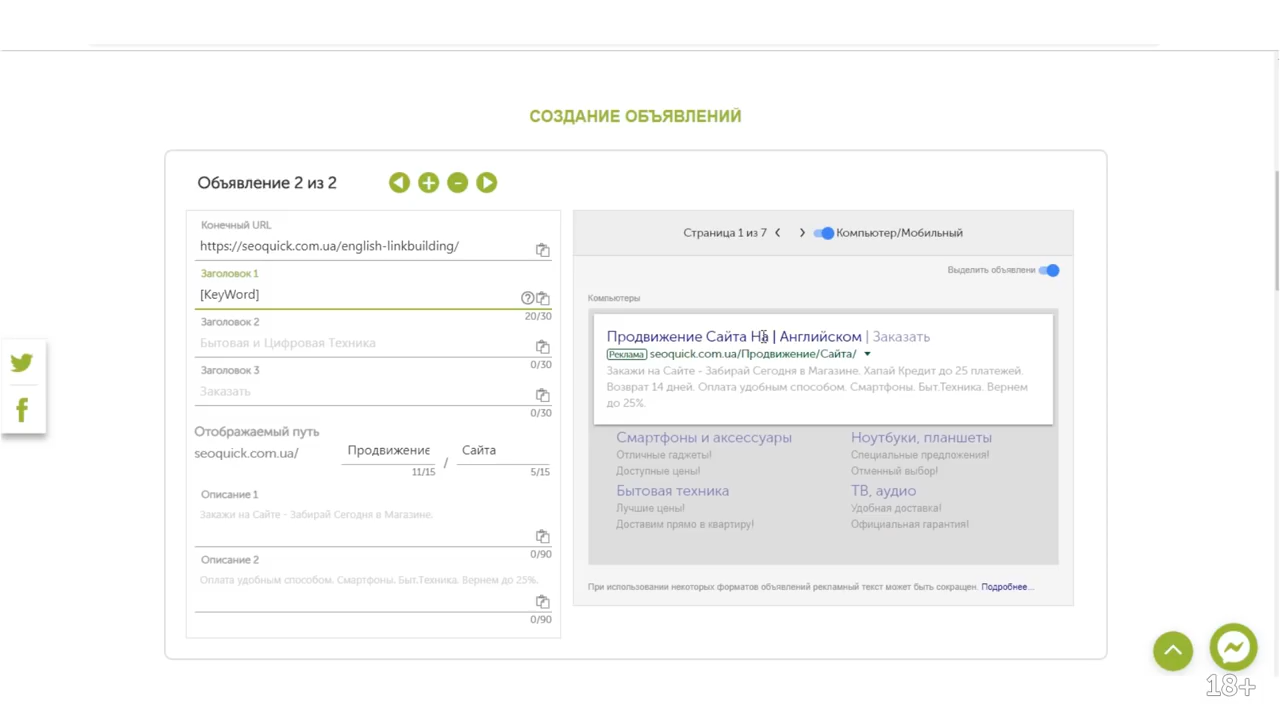 СОЗДАНИЕ ОБЪЯВЛЕНИЙ
Объявление 2 из 2
Конечный URL
https://seoquick.com.ua/english-linkbuilding/
Заголовок 1
[KeyWord]
20/30
Заголовок 2
Бытовая и Цифровая Техника
0/30
Заголовок 3
Заказать
0/30
Отображаемый путь
seoquick.com.ua/
Продвижение / Сайта
11/15 5/15
Описание 1
Закажи на Сайте - Забирай Сегодня в Магазине.
0/90
Описание 2
Оплата удобным способом. Смартфоны. Быт.Техника. Вернем до 25%.
0/90
Страница 1 из 7 Компьютер/Мобильный
Выделить объявлени
Компьютеры
Продвижение Сайта На | Английском | Заказать
Реклама seoquick.com.ua/Продвижение/Сайта/
Закажи на Сайте - Забирай Сегодня в Магазине. Хапай Кредит до 25 платежей.
Возврат 14 дней. Оплата удобным способом. Смартфоны. Быт.Техника. Вернем
до 25%.
Смартфоны и аксессуары
Отличные гаджеты!
Доступные цены!
Ноутбуки, планшеты
Специальные предложения!
Отменный выбор!
Бытовая техника
Лучшие цены!
Доставим прямо в квартиру!
ТВ, аудио
Удобная доставка!
Официальная гарантия!
При использовании некоторых форматов объявлений рекламный текст может быть сокращен. Подробнее...
18+